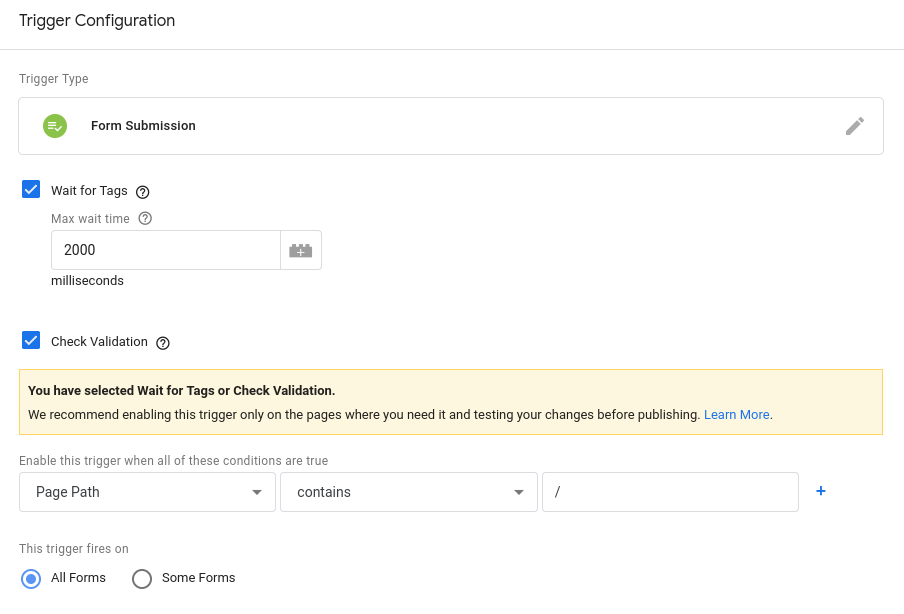 Trigger Configuration
Trigger Type
Form Submission
Wait for Tags
Max wait time
2000
milliseconds
Check Validation
You have selected Wait for Tags or Check Validation.
We recommend enabling this trigger only on the pages where you need it and testing your changes before publishing. Learn More.
Enable this trigger when all of these conditions are true
Page Path contains / +
This trigger fires on
All Forms Some Forms